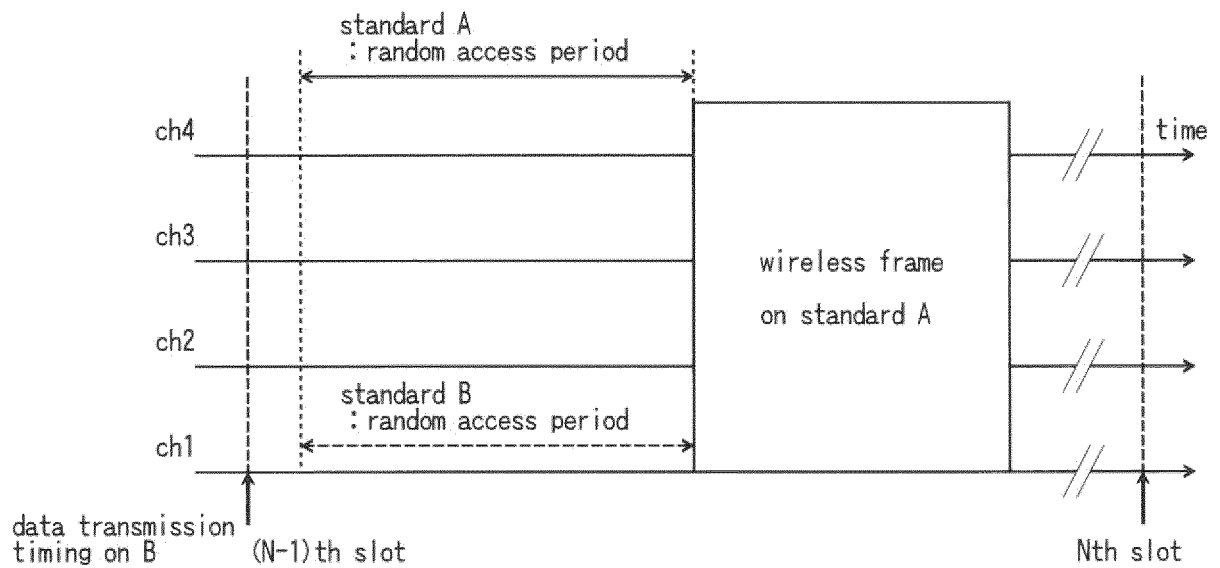 standard A
: random access period
ch4
time
ch3
wireless frame
on standard A
ch2
standard B
: random access period
ch1
data transmission
timing on B
(N-1)th slot
Nth slot